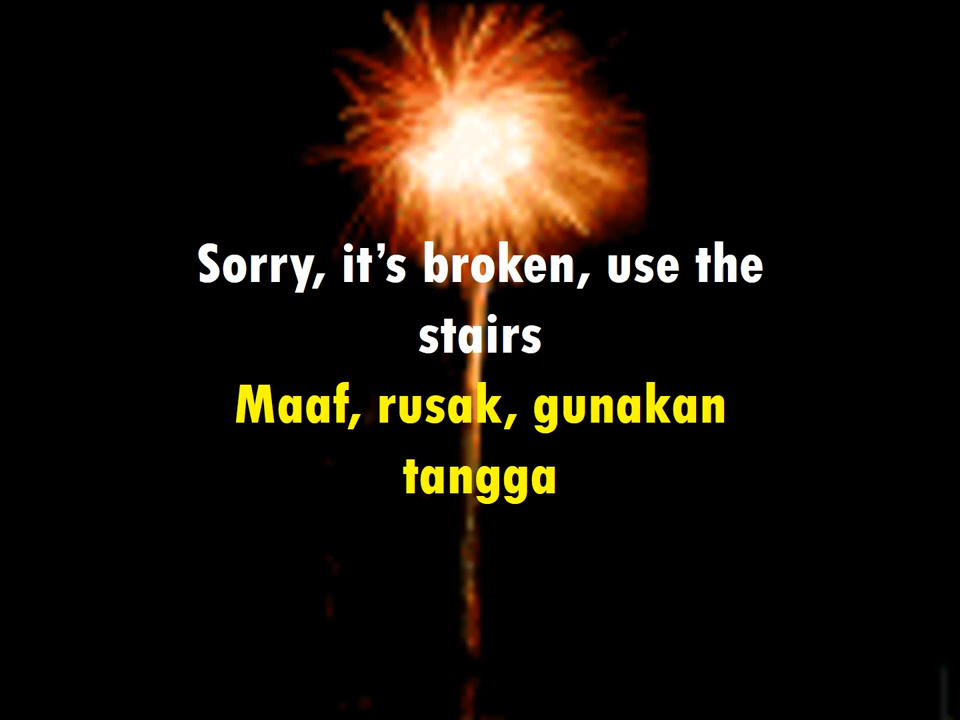 Sorry, it’s broken, use the
stairs
Maaf, rusak, gunakan
tangga